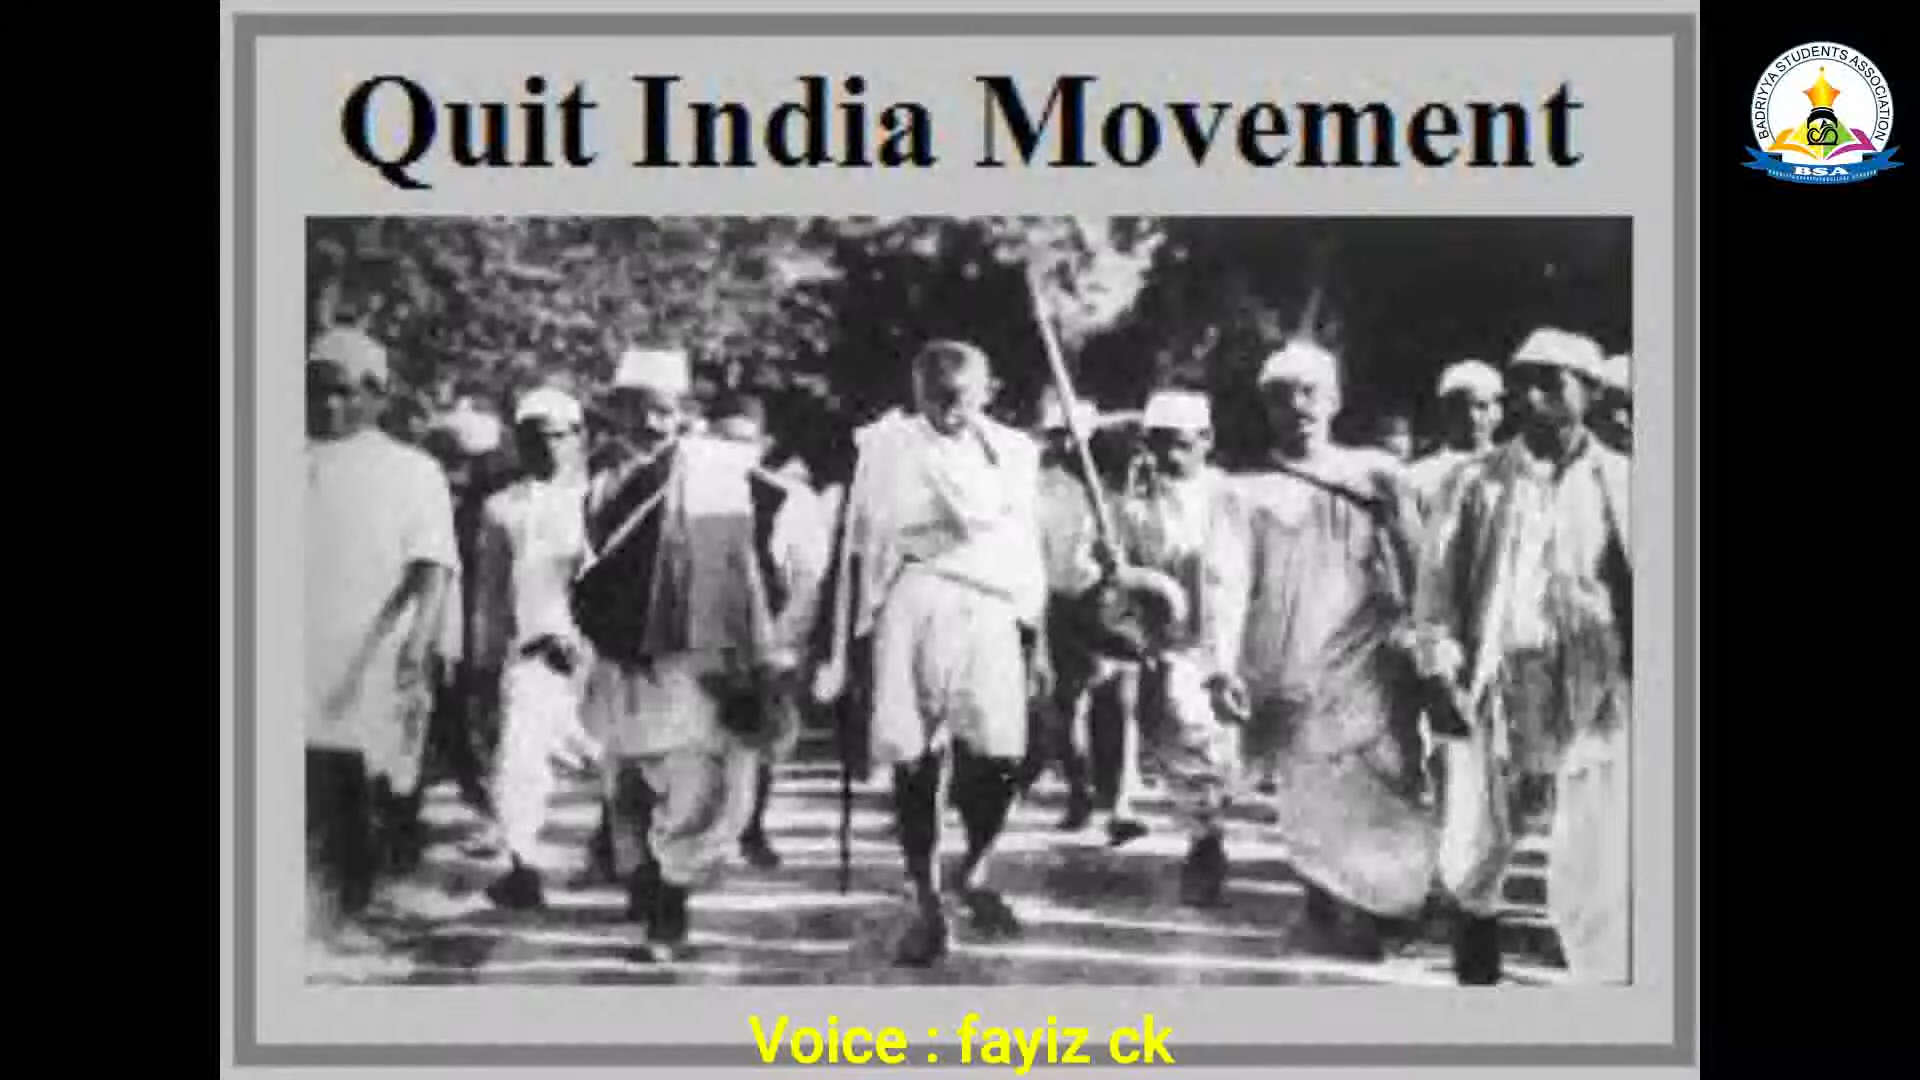 Quit India Movement
BADRIYYA STUDENTS ASSOCIATION
BSA
Voice : fayiz ck